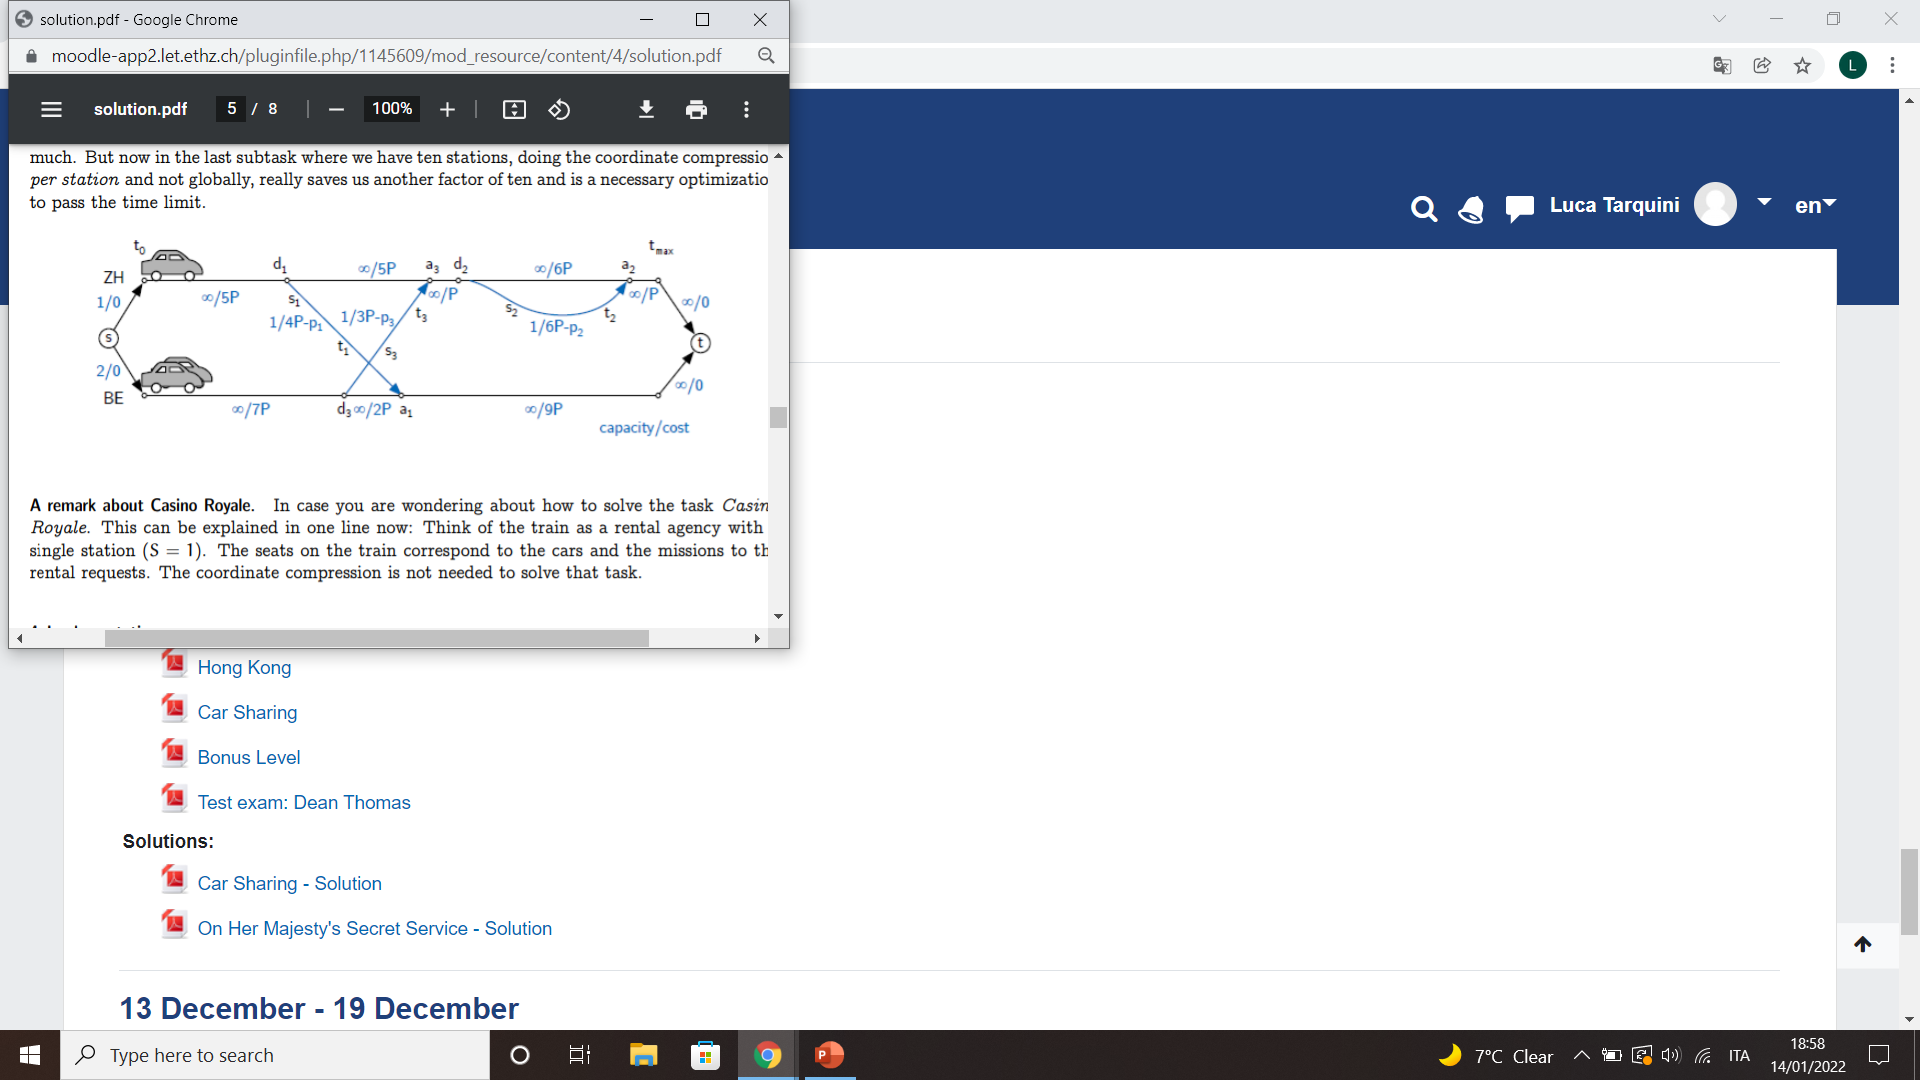 solution.pdf - Google Chrome
moodle-app2.let.ethz.ch/pluginfile.php/1145609/mod_resource/content/4/solution.pdf
solution.pdf
5 / 8
100%
much. But now in the last subtask where we have ten stations, doing the coordinate compressio
per station and not globally, really saves us another factor of ten and is a necessary optimizatio
to pass the time limit.
t0
tmax
ZH
d1
∞/5P
a3
d2
∞/6P
a2
1/0
∞/5P
s1
∞/P
s2
∞/P
∞/0
1/4P-p1
1/3P-p3
t3
1/6P-p2
t2
s
t1
s3
t
2/0
∞/0
BE
∞/7P
d3
∞/2P
a1
∞/9P
capacity/cost
A remark about Casino Royale. In case you are wondering about how to solve the task Casin
Royale. This can be explained in one line now: Think of the train as a rental agency with
single station (S = 1). The seats on the train correspond to the cars and the missions to th
rental requests. The coordinate compression is not needed to solve that task.
L
Luca Tarquini
en
Hong Kong
Car Sharing
Bonus Level
Test exam: Dean Thomas
Solutions:
Car Sharing - Solution
On Her Majesty's Secret Service - Solution
13 December - 19 December
Type here to search
7°C Clear
ITA
18:58
14/01/2022